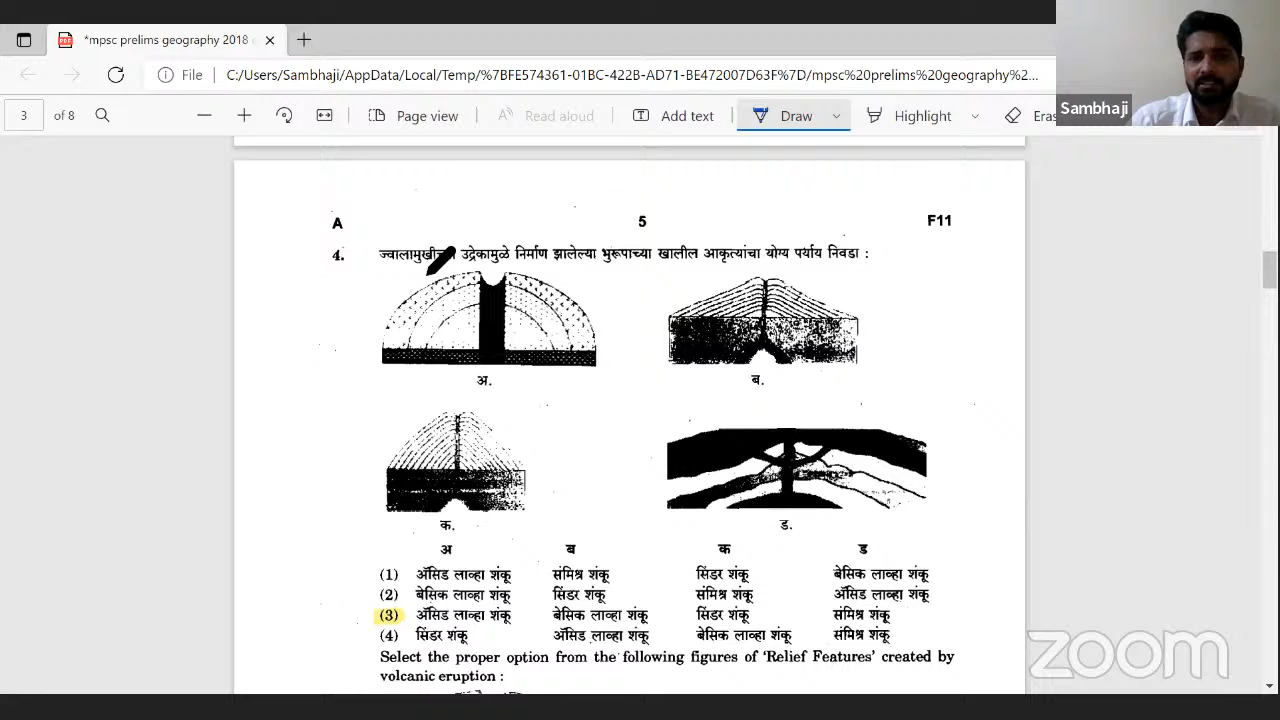 *mpsc prelims geography 2018
File
C:/Users/Sambhaji/AppData/Local/Temp/%7BFE574361-01BC-422B-AD71-BE472007D63F%7D/mpsc%20prelims%20geography%2...
3 of 8
Page view
Read aloud
Add text
Draw
Highlight
Eras
Sambhaji
A 5 F11
4. उद्रेकामुळे निर्माण झालेल्या भुरूपाच्या खालील आकृत्यांचा योग्य पर्याय निवडा :
अ. ब.
क. ड.
अ ब क ड
(1) ॲसिड लाव्हा शंकू संमिश्र शंकू सिंडर शंकू बेसिक लाव्हा शंकू
(2) बेसिक लाव्हा शंकू सिंडर शंकू संमिश्र शंकू ॲसिड लाव्हा शंकू
(3) ॲसिड लाव्हा शंकू बेसिक लाव्हा शंकू सिंडर शंकू संमिश्र शंकू
(4) सिंडर शंकू ॲसिड लाव्हा शंकू बेसिक लाव्हा शंकू संमिश्र शंकू
Select the proper option from the following figures of 'Relief Features' created by
volcanic eruption :
zoom